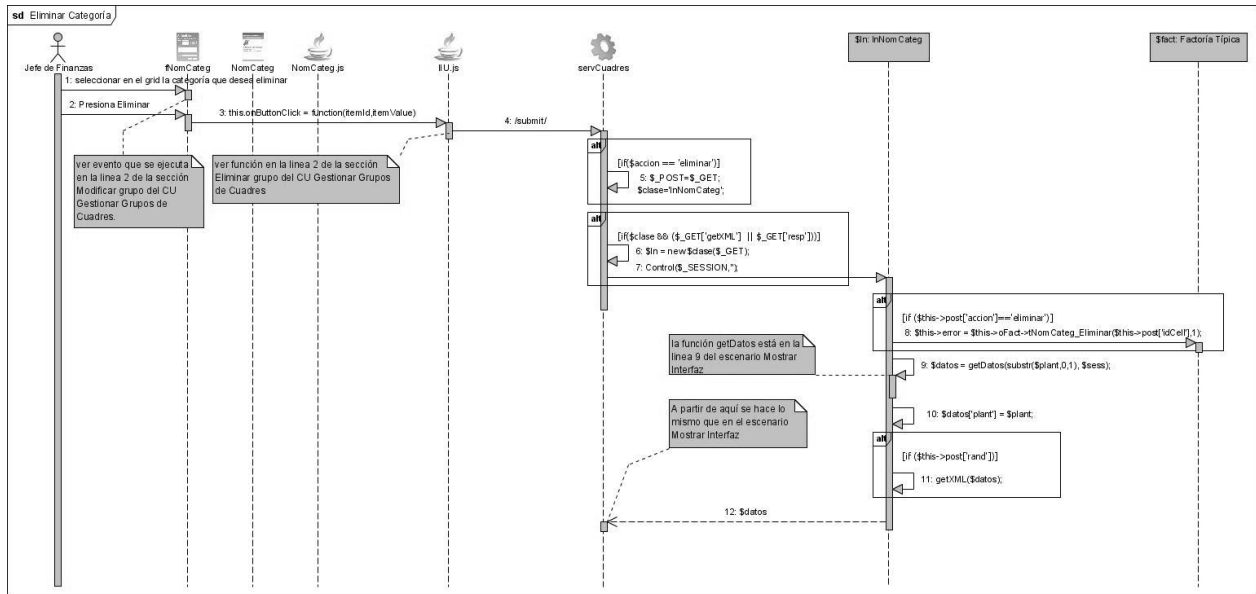 sd Eliminar Categoría
Jefe de Finanzas
fNomCateg
NomCateg
NomCateg.js
IIU.js
servCuadres
$In: InNomCateg
$fact: Factoría Típica
1: seleccionar en el grid la categoría que desea eliminar
2: Presiona Eliminar
3: this.onButtonClick = function(itemId,itemValue)
4: /submit/
ver evento que se ejecuta
en la linea 2 de la sección
Modificar grupo del CU
Gestionar Grupos de
Cuadres.
ver función en la linea 2 de la sección
Eliminar grupo del CU Gestionar Grupos
de Cuadres
alt
[if($accion == 'eliminar')]
5: $_POST=$_GET;
$clase='InNomCateg';
alt
[if($clase && ($_GET['getXML'] || $_GET['resp']))]
6: $In = new $clase($_GET);
7: Control($_SESSION,'');
alt
[if ($this->post['accion']=='eliminar')]
8: $this->error = $this->oFact->tNomCateg_Eliminar($this->post['idCell'],1);
la función getDatos está en la
linea 9 del escenario Mostrar
Interfaz
9: $datos = getDatos(substr($plant,0,1), $sess);
A partir de aquí se hace lo
mismo que en el escenario
Mostrar Interfaz
10: $datos['plant'] = $plant;
alt
[if ($this->post['rand'])]
11: getXML($datos);
12: $datos